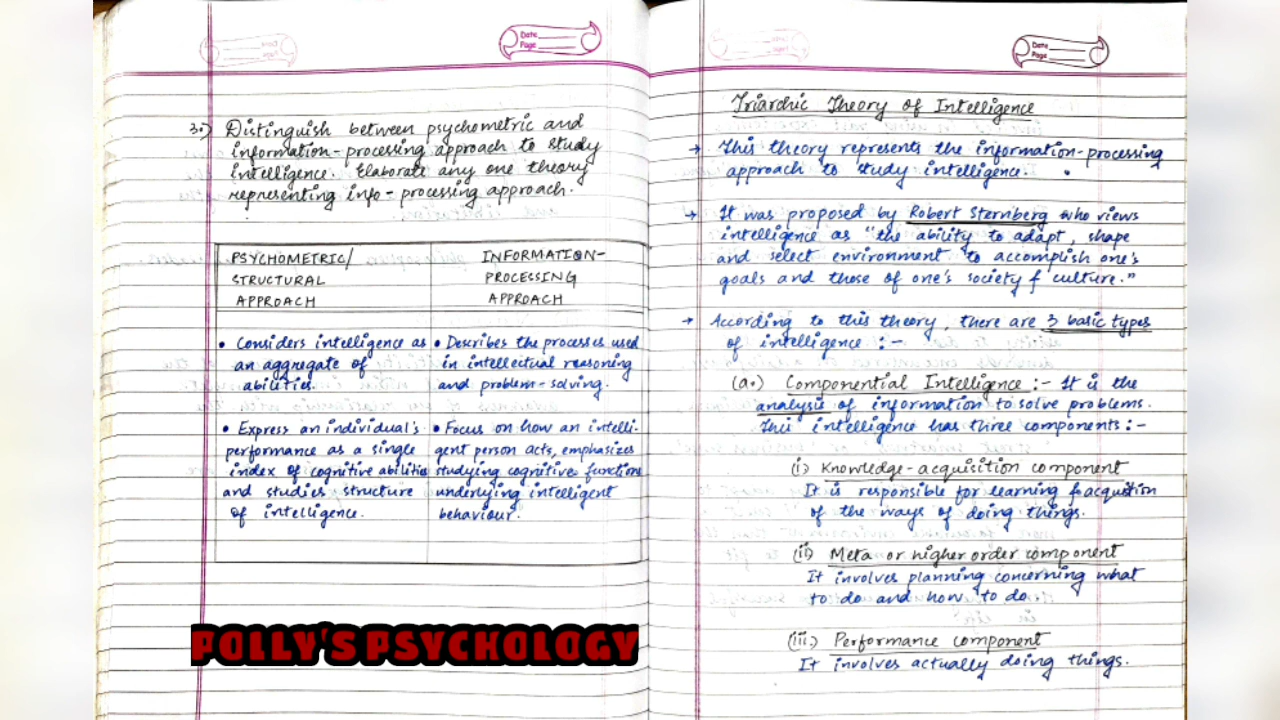 Date
Page
3.) Distinguish between psychometric and
information-processing approach to study
intelligence. Elaborate any one theory
representing info-processing approach.
PSYCHOMETRIC/
STRUCTURAL
APPROACH
• Considers intelligence as
an aggregate of
abilities.
• Express an individual's
performance as a single
index of cognitive abilities
and studies structure
of intelligence.
INFORMATION-
PROCESSING
APPROACH
• Describes the processes used
in intellectual reasoning
and problem-solving.
• Focus on how an intelli-
gent person acts, emphasizes
studying cognitive functions
underlying intelligent
behaviour.
POLLY'S PSYCHOLOGY
Date
Page
Triarchic Theory of Intelligence
→ This theory represents the information-processing
approach to study intelligence.
→ It was proposed by Robert Sternberg who views
intelligence as "the ability to adapt, shape
and select environment to accomplish one's
goals and those of one's society & culture."
→ According to this theory, there are 3 basic types
of intelligence :-
(a.) Componential Intelligence :- It is the
analysis of information to solve problems.
This intelligence has three components :-
(i) Knowledge-acquisition component
It is responsible for learning & acquistion
of the ways of doing things.
(ii) Meta or higher order component
It involves planning concerning what
to do and how to do.
(iii.) Performance component
It involves actually doing things.